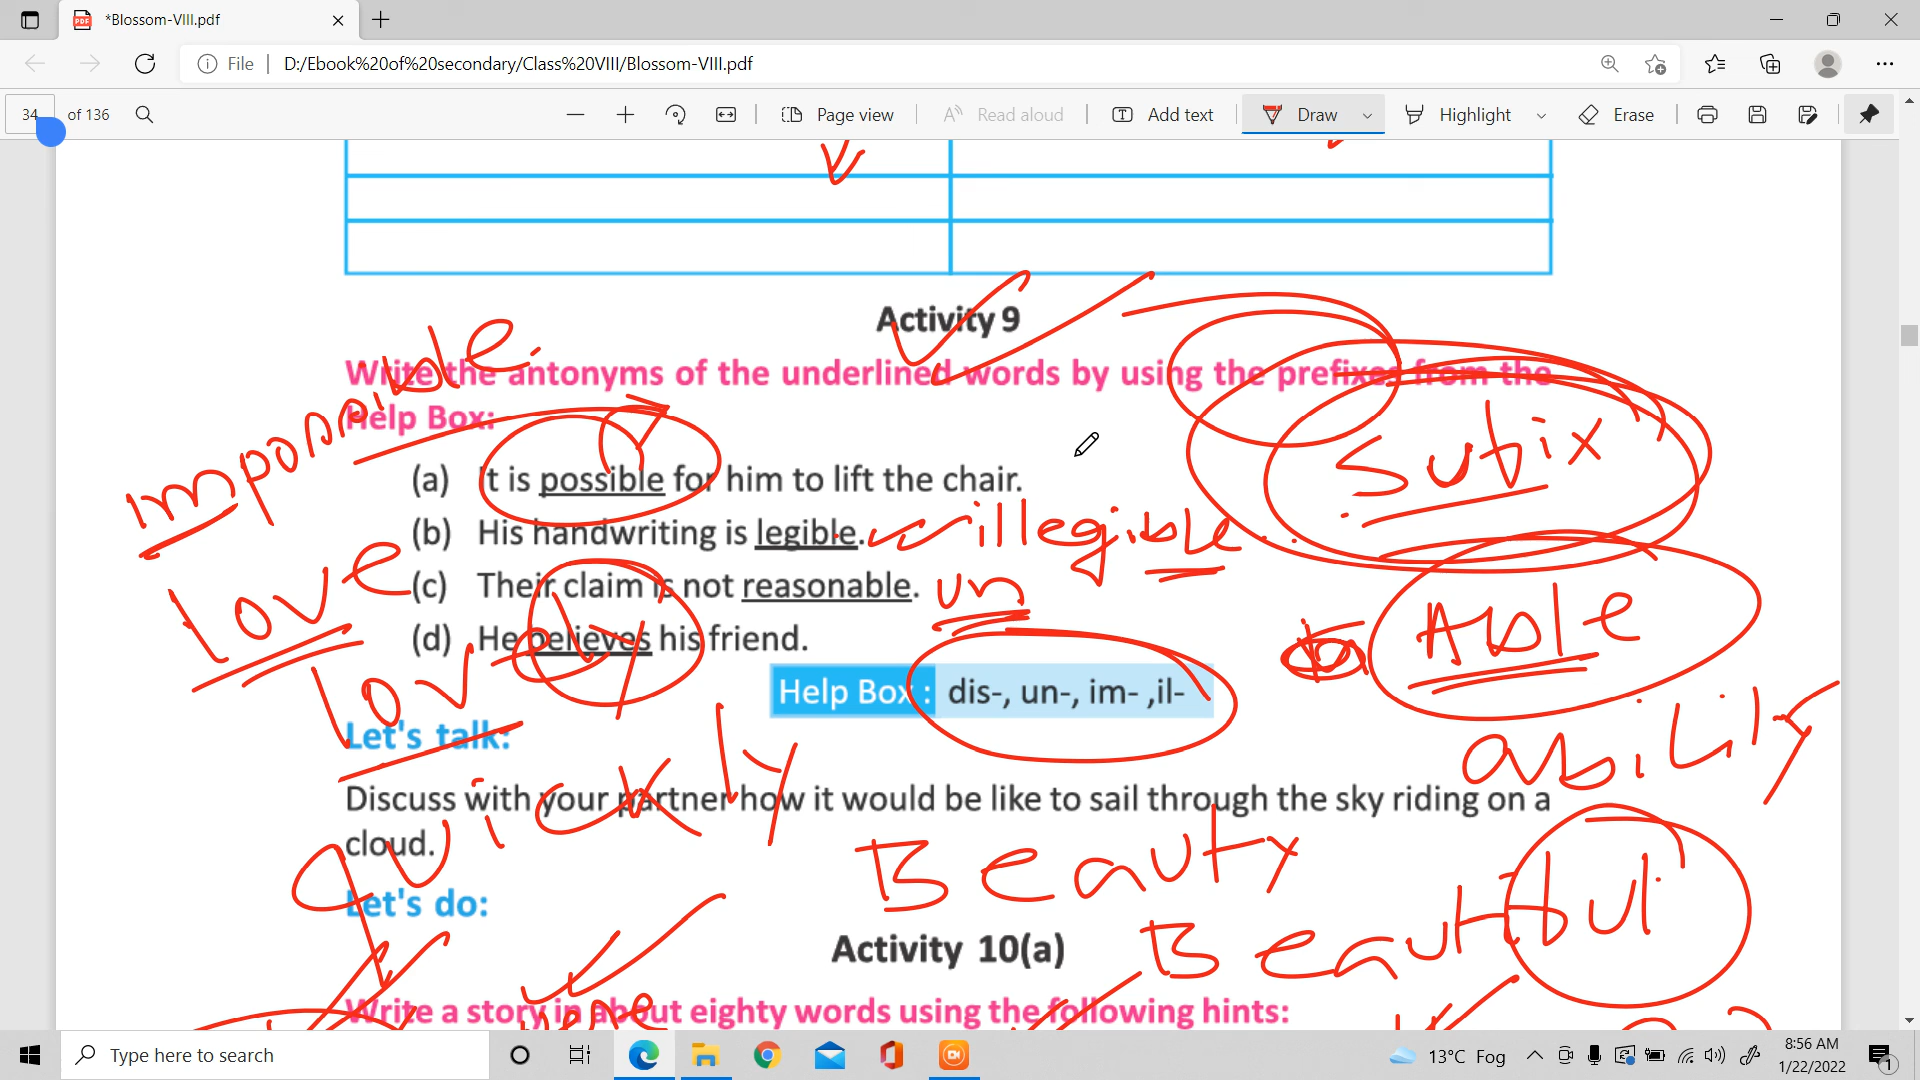 *Blossom-VIII.pdf
File D:/Ebook%20of%20secondary/Class%20VIII/Blossom-VIII.pdf
34 of 136 Page view Read aloud Add text Draw Highlight Erase
Activity 9
Write the antonyms of the underlined words by using the prefixes from the
Help Box:
Impossible.
Sufix
(a) It is possible for him to lift the chair.
(b) His handwriting is legible. illegible
(c) Their claim is not reasonable. un
(d) He believes his friend.
Love
Able
Help Box : dis-, un-, im- ,il-
Lovely
ability
Let's talk:
Discuss with your partner how it would be like to sail through the sky riding on a
cloud.
quickly
Beauty
Let's do:
Beautiful
Activity 10(a)
Write a story in about eighty words using the following hints:
Type here to search
13°C Fog
8:56 AM
1/22/2022
1